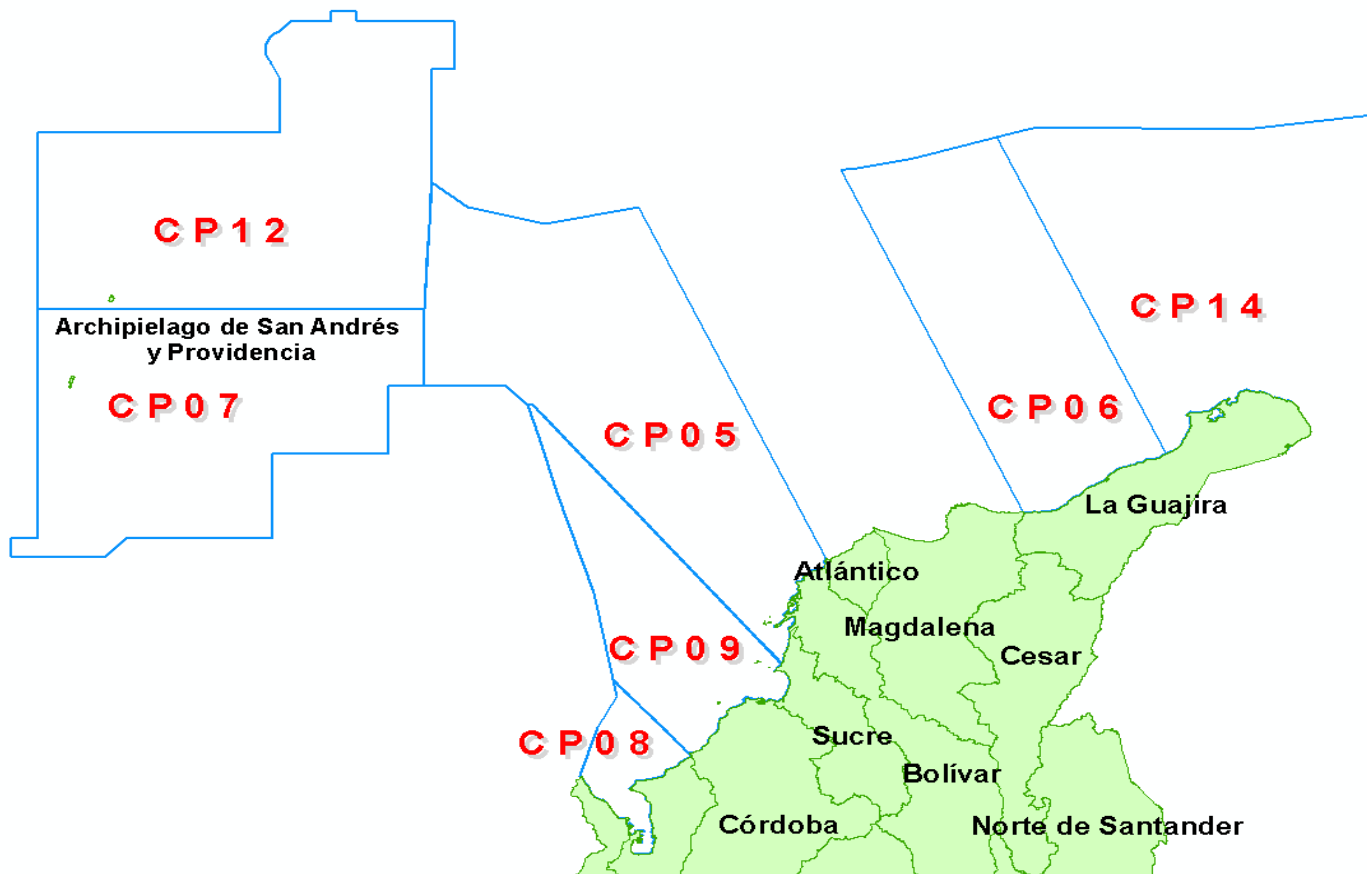 CP12
CP14
Archipielago de San Andrés
y Providencia
CP07
CP06
CP05
La Guajira
Atlántico
Magdalena
CP09
Cesar
Sucre
CP08
Bolívar
Córdoba
Norte de Santander